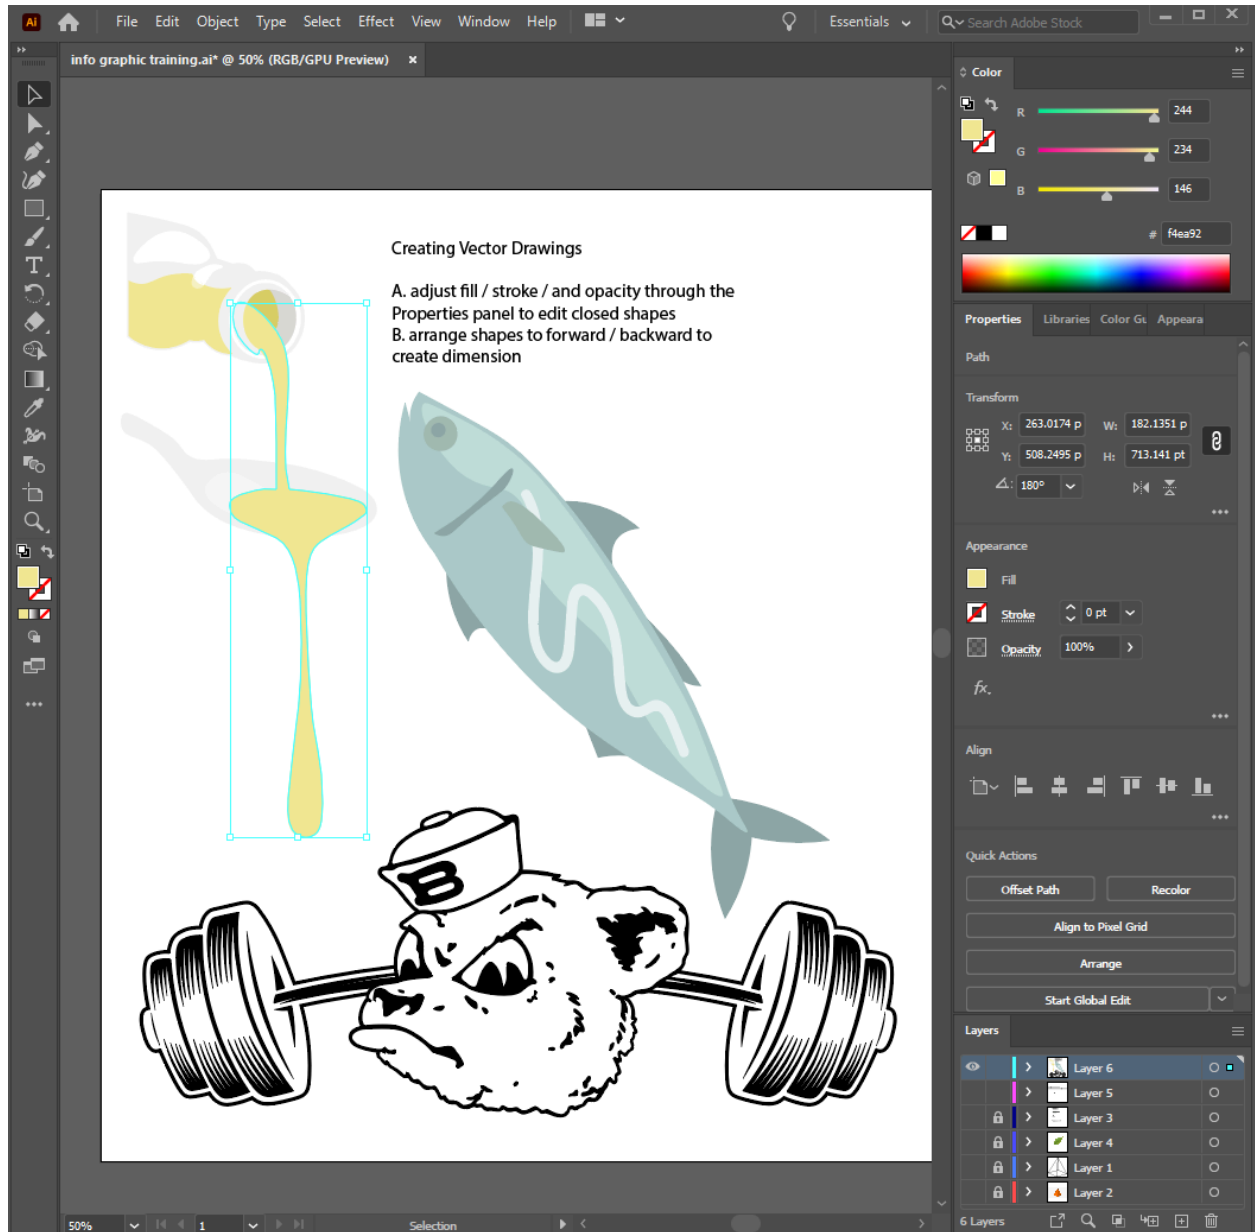 Ai File Edit Object Type Select Effect View Window Help Essentials Search Adobe Stock
info graphic training.ai* @ 50% (RGB/GPU Preview) ×
Color
R 244
G 234
B 146
# f4ea92
Creating Vector Drawings
A. adjust fill / stroke / and opacity through the
Properties panel to edit closed shapes
B. arrange shapes to forward / backward to
create dimension
B
Properties Libraries Color Gu Appeara
Path
Transform
X: 263.0174 p W: 182.1351 p
Y: 508.2495 p H: 713.141 pt
180°
Appearance
Fill
Stroke 0 pt
Opacity 100%
fx.
Align
Quick Actions
Offset Path Recolor
Align to Pixel Grid
Arrange
Start Global Edit
Layers
Layer 6
Layer 5
Layer 3
Layer 4
Layer 1
Layer 2
6 Layers
50% 1 Selection